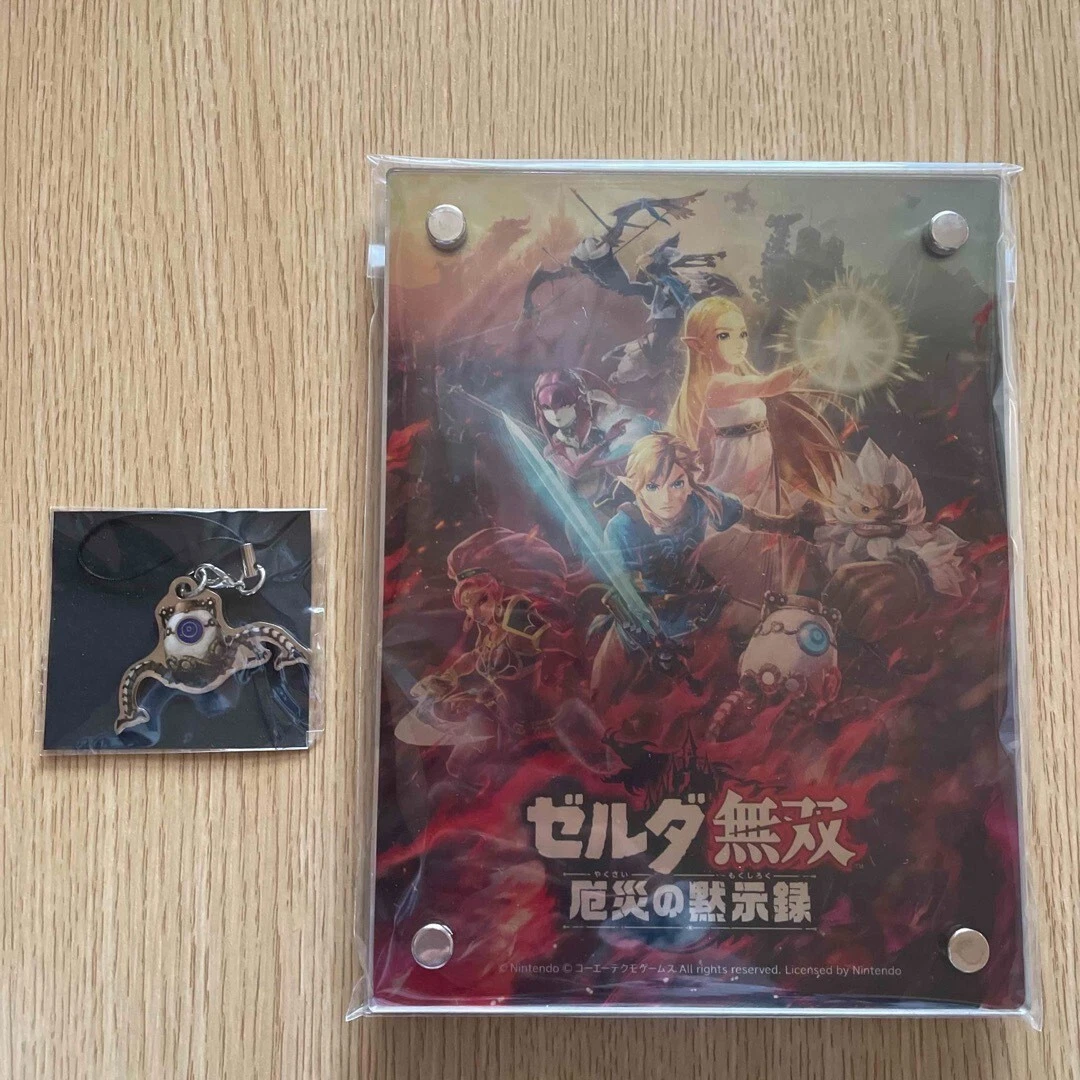 ゼルダ無双
やくさい もくしろく
厄災の黙示録
© Nintendo © コーエーテクモゲームス All rights reserved. Licensed by Nintendo